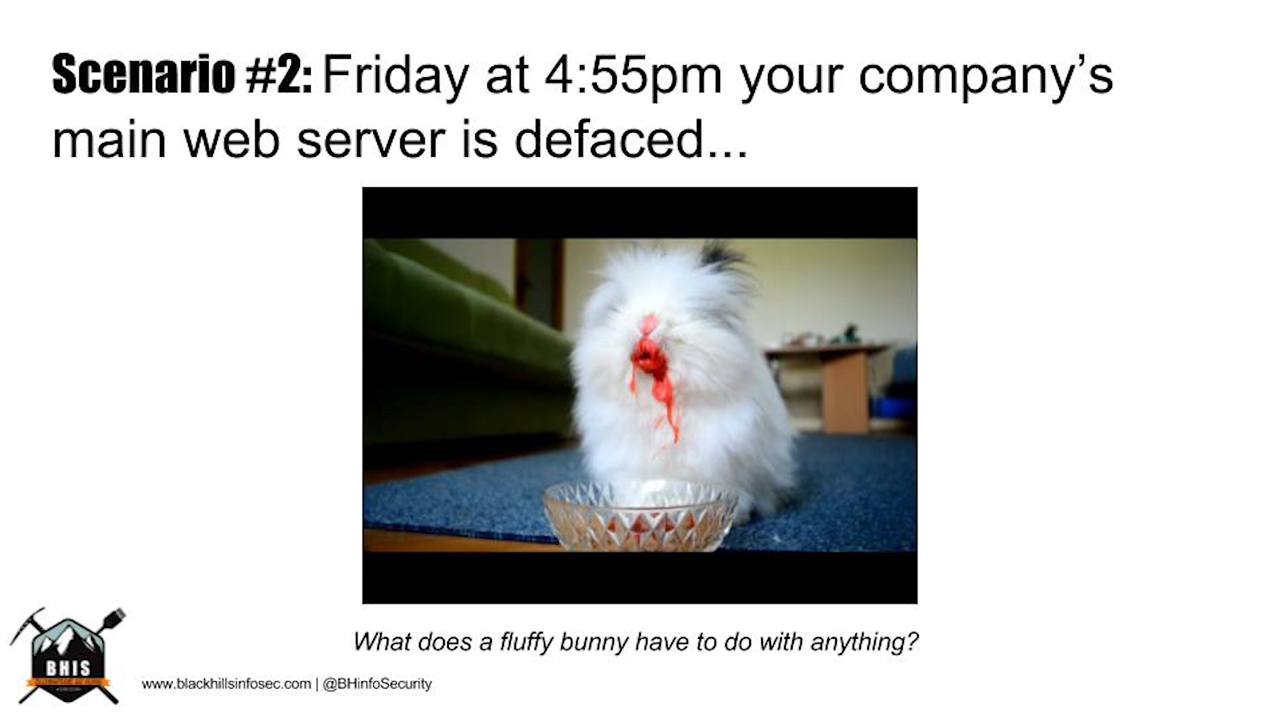 Scenario #2: Friday at 4:55pm your company’s
main web server is defaced...
What does a fluffy bunny have to do with anything?
BHIS
www.blackhillsinfosec.com | @BHinfoSecurity